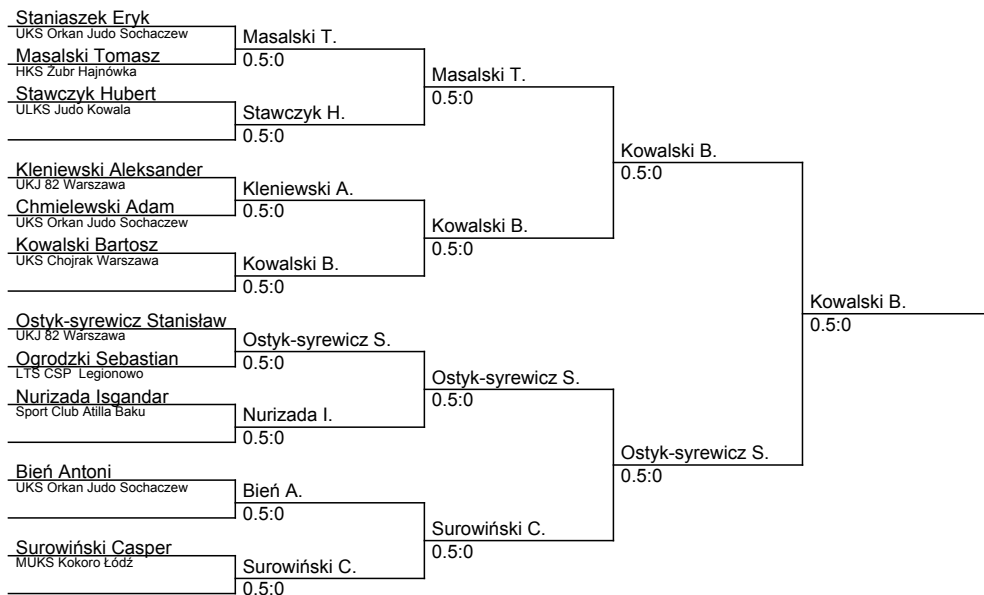 Staniaszek Eryk
UKS Orkan Judo Sochaczew
Masalski Tomasz
HKS Żubr Hajnówka
Stawczyk Hubert
ULKS Judo Kowala
Kleniewski Aleksander
UKJ 82 Warszawa
Chmielewski Adam
UKS Orkan Judo Sochaczew
Kowalski Bartosz
UKS Chojrak Warszawa
Ostyk-syrewicz Stanisław
UKJ 82 Warszawa
Ogrodzki Sebastian
LTS CSP Legionowo
Nurizada Isgandar
Sport Club Atilla Baku
Bień Antoni
UKS Orkan Judo Sochaczew
Surowiński Casper
MUKS Kokoro Łódź
Masalski T.
0.5:0
Stawczyk H.
0.5:0
Kleniewski A.
0.5:0
Kowalski B.
0.5:0
Ostyk-syrewicz S.
0.5:0
Nurizada I.
0.5:0
Bień A.
0.5:0
Surowiński C.
0.5:0
Masalski T.
0.5:0
Kowalski B.
0.5:0
Ostyk-syrewicz S.
0.5:0
Surowiński C.
0.5:0
Kowalski B.
0.5:0
Ostyk-syrewicz S.
0.5:0
Kowalski B.
0.5:0